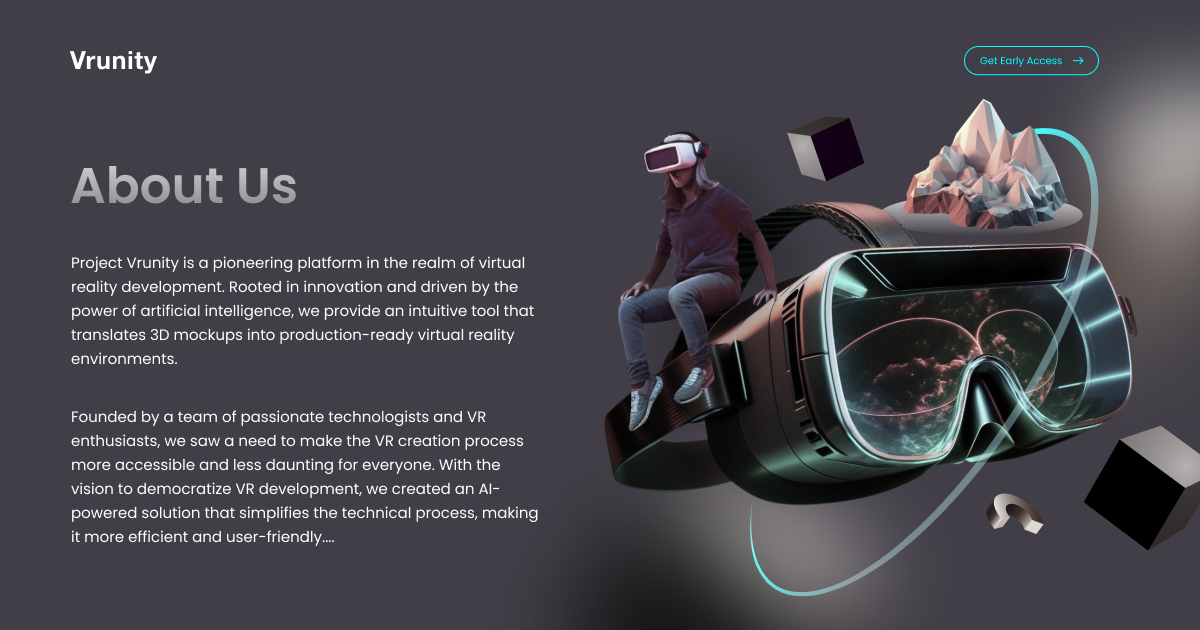 Vrunity
Get Early Access
About Us
Project Vrunity is a pioneering platform in the realm of virtual
reality development. Rooted in innovation and driven by the
power of artificial intelligence, we provide an intuitive tool that
translates 3D mockups into production-ready virtual reality
environments.
Founded by a team of passionate technologists and VR
enthusiasts, we saw a need to make the VR creation process
more accessible and less daunting for everyone. With the
vision to democratize VR development, we created an AI-
powered solution that simplifies the technical process, making
it more efficient and user-friendly....